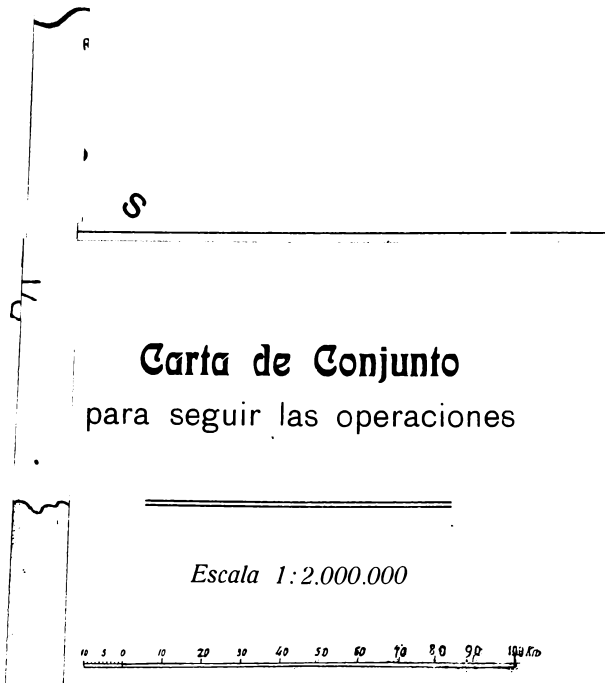 R
S
Carta de Conjunto
para seguir las operaciones
Escala 1:2.000.000
10 5 0 10 20 30 40 50 60 70 80 90 100 Km